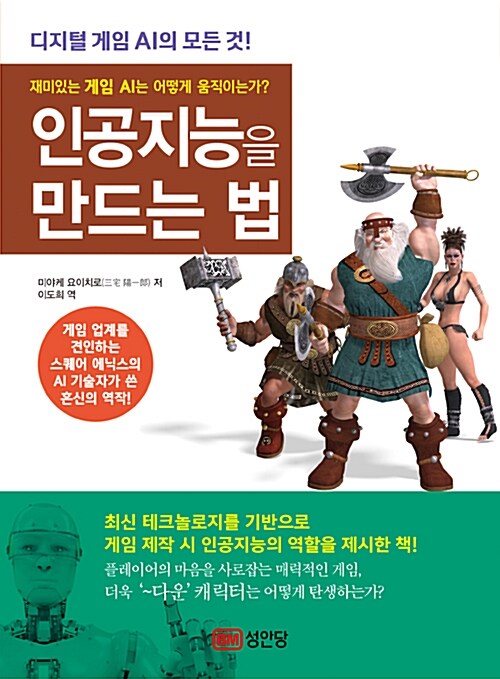 디지털 게임 AI의 모든 것!
재미있는 게임 AI는 어떻게 움직이는가?
인공지능을
만드는 법
미야케 요이치로(三宅 陽一郎) 저
이도희 역
게임 업계를
견인하는
스퀘어 에닉스의
AI 기술자가 쓴
혼신의 역작!
최신 테크놀로지를 기반으로
게임 제작 시 인공지능의 역할을 제시한 책!
플레이어의 마음을 사로잡는 매력적인 게임,
더욱 ‘~다운’ 캐릭터는 어떻게 탄생하는가?
BM 성안당